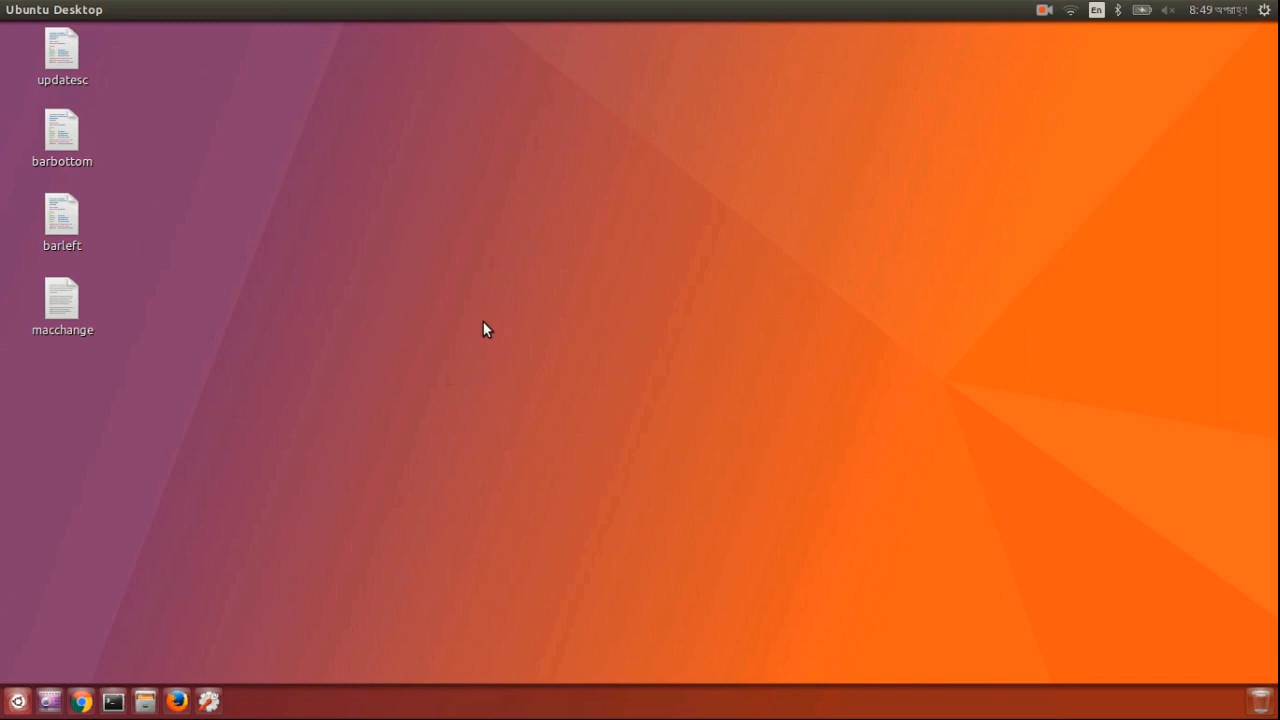 Ubuntu Desktop
En
8:49 অপরাহ্ণ
updatesc
barbottom
barleft
macchange